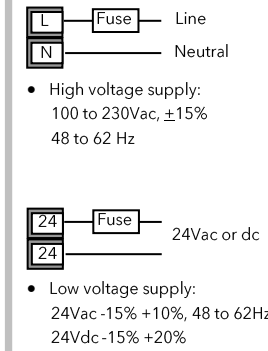 L Fuse Line
N Neutral
• High voltage supply:
100 to 230Vac, ±15%
48 to 62 Hz
24 Fuse
24Vac or dc
24
• Low voltage supply:
24Vac -15% +10%, 48 to 62Hz
24Vdc -15% +20%